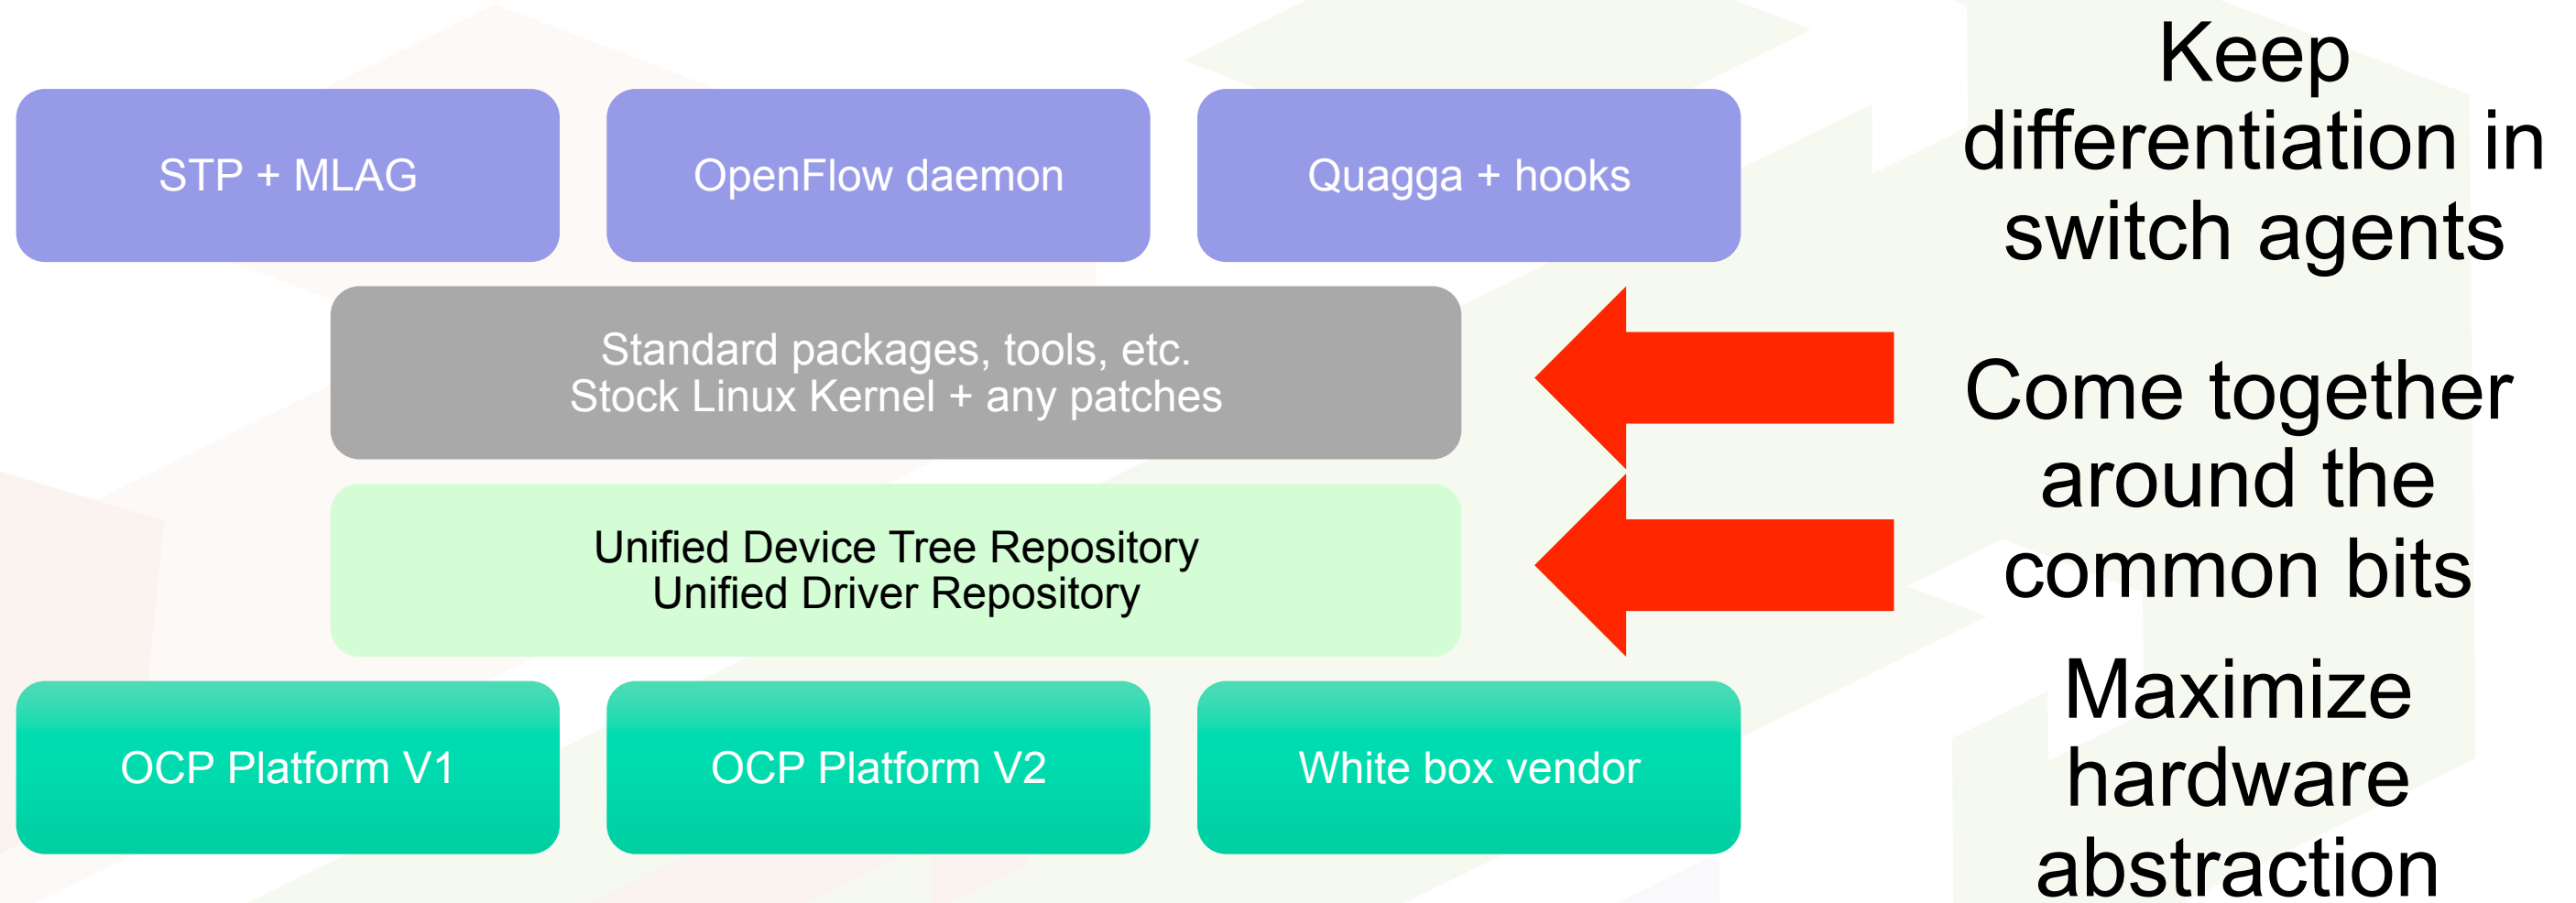 STP + MLAG
OpenFlow daemon
Quagga + hooks
Keep
differentiation in
switch agents
Standard packages, tools, etc.
Stock Linux Kernel + any patches
Come together
around the
common bits
Unified Device Tree Repository
Unified Driver Repository
OCP Platform V1
OCP Platform V2
White box vendor
Maximize
hardware
abstraction